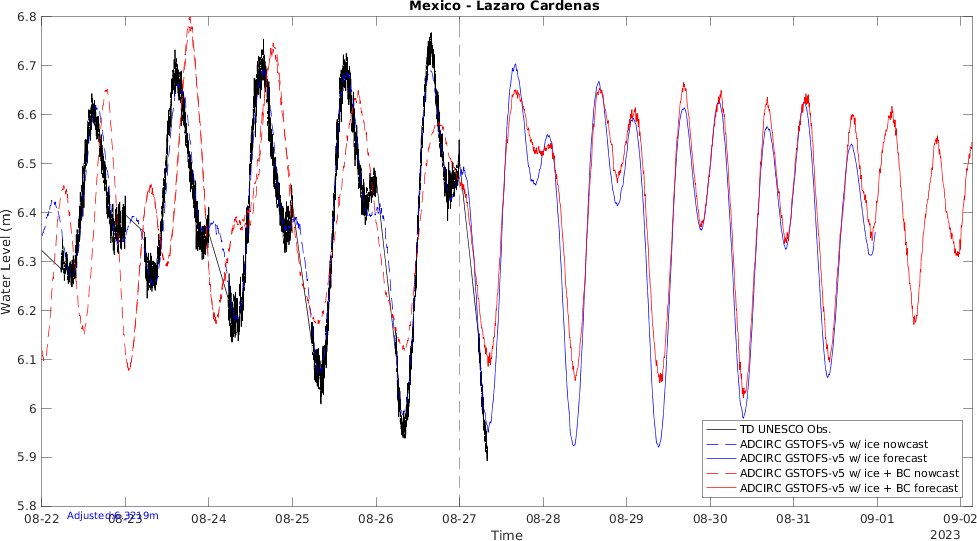 Mexico - Lazaro Cardenas
6.8
6.7
6.6
6.5
6.4
6.3
6.2
6.1
6
5.9
5.8
Water Level (m)
TD UNESCO Obs.
ADCIRC GSTOFS-v5 w/ ice nowcast
ADCIRC GSTOFS-v5 w/ ice forecast
ADCIRC GSTOFS-v5 w/ ice + BC nowcast
ADCIRC GSTOFS-v5 w/ ice + BC forecast
Adjusted 6.3219m
08-22 08-23 08-24 08-25 08-26 08-27 08-28 08-29 08-30 08-31 09-01 09-02
Time
2023